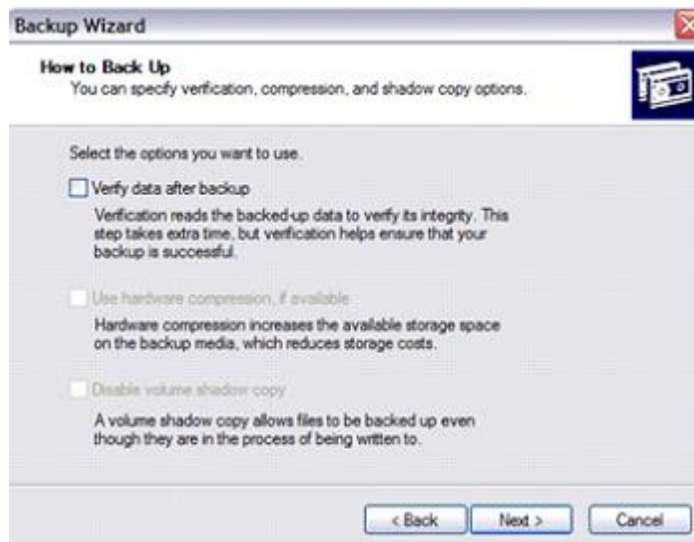 Backup Wizard
How to Back Up
You can specify verification, compression, and shadow copy options.
Select the options you want to use.
Verify data after backup
Verification reads the backed-up data to verify its integrity. This
step takes extra time, but verification helps ensure that your
backup is successful.
Use hardware compression, if available
Hardware compression increases the available storage space
on the backup media, which reduces storage costs.
Disable volume shadow copy
A volume shadow copy allows files to be backed up even
though they are in the process of being written to.
< Back Next > Cancel